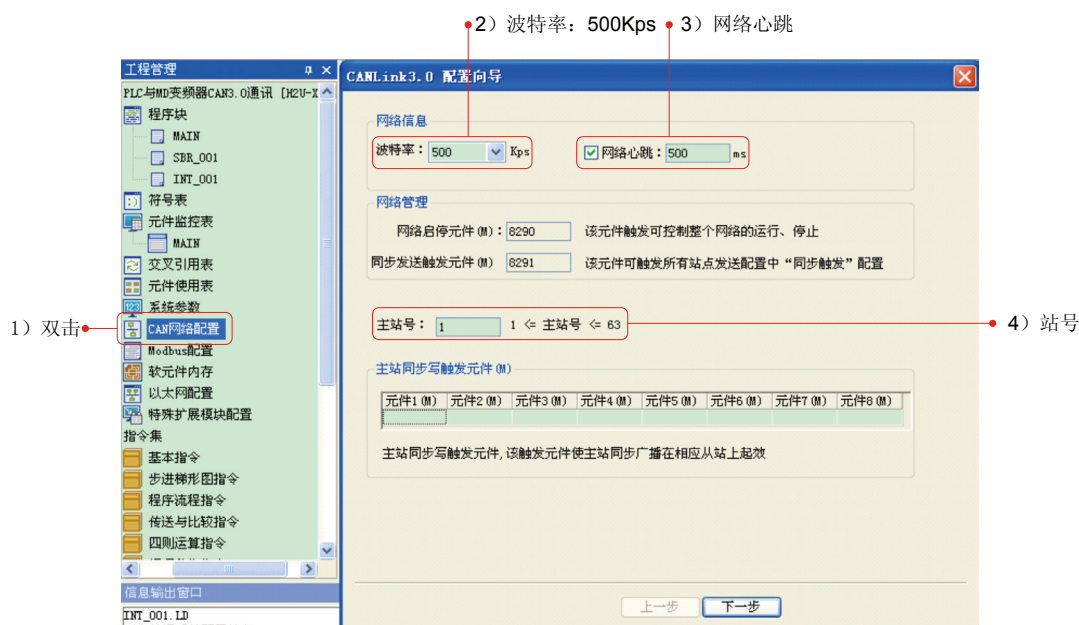 2）波特率：500Kps
3）网络心跳
工程管理
PLC与MD变频器CAN3.0通讯 [H2U-X
程序块
MAIN
SBR_001
INT_001
符号表
元件监控表
MAIN
交叉引用表
元件使用表
系统参数
1）双击
CAN网络配置
Modbus配置
软元件内存
以太网配置
特殊扩展模块配置
指令集
基本指令
步进梯形图指令
程序流程指令
传送与比较指令
四则运算指令
信息输出窗口
INT_001.LD
CANLink3.0 配置向导
网络信息
波特率： 500 Kps
网络心跳：500 ms
网络管理
网络启停元件(M)：8290 该元件触发可控制整个网络的运行、停止
同步发送触发元件(M) 8291 该元件可触发所有站点发送配置中“同步触发”配置
主站号： 1 1 <= 主站号 <= 63
4）站号
主站同步写触发元件(M)
元件1(M) 元件2(M) 元件3(M) 元件4(M) 元件5(M) 元件6(M) 元件7(M) 元件8(M)
主站同步写触发元件,该触发元件使主站同步广播在相应从站上起效
上一步 下一步